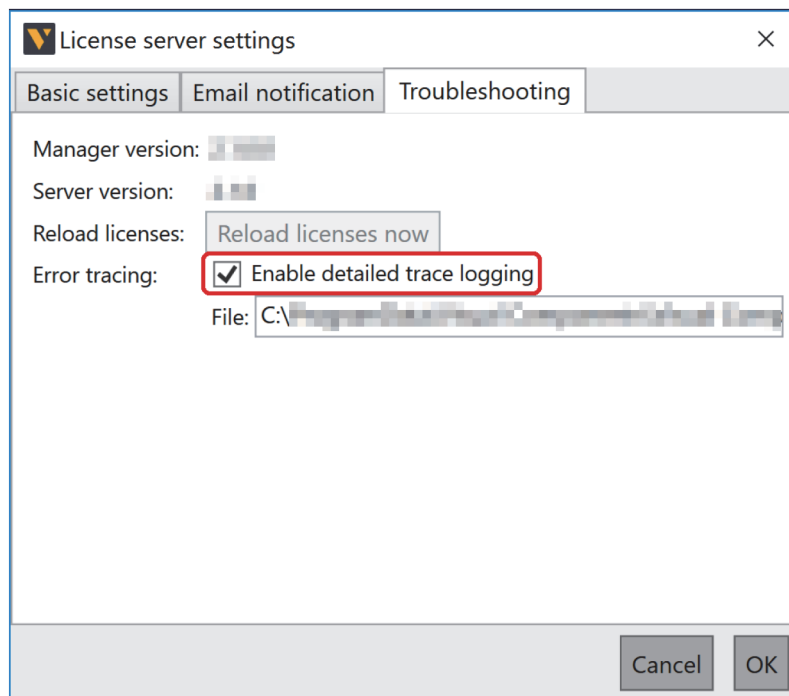 License server settings
Basic settings Email notification Troubleshooting
Manager version:
Server version:
Reload licenses: Reload licenses now
Error tracing: Enable detailed trace logging
File: C:\
Cancel OK